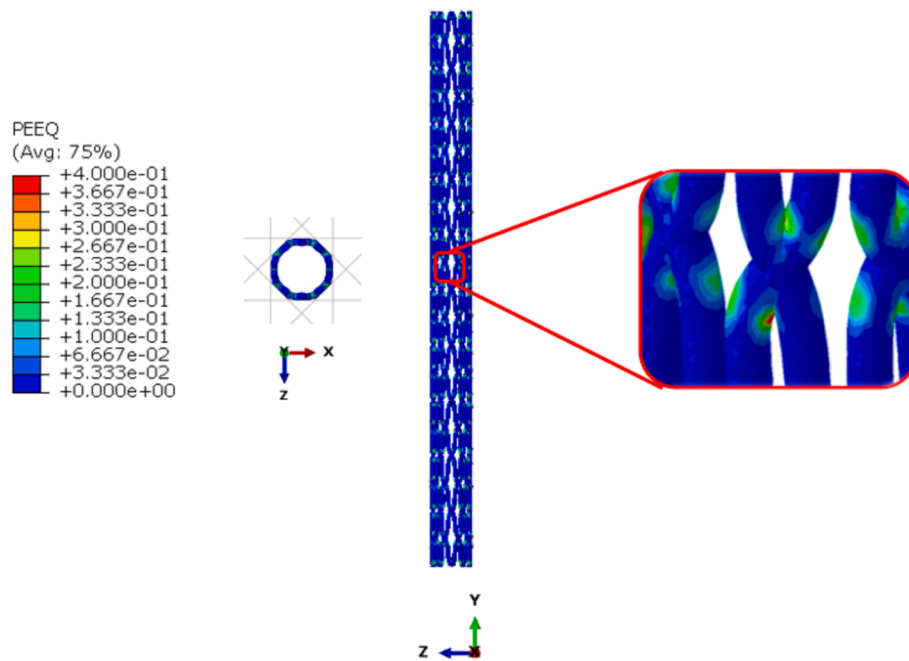 PEEQ
(Avg: 75%)
+4.000e-01
+3.667e-01
+3.333e-01
+3.000e-01
+2.667e-01
+2.333e-01
+2.000e-01
+1.667e-01
+1.333e-01
+1.000e-01
+6.667e-02
+3.333e-02
+0.000e+00
Y
X
Z
Y
Z
X